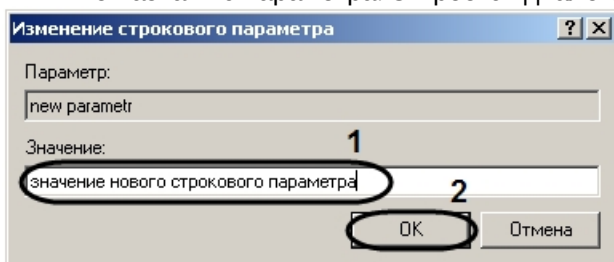 Изменение строкового параметра
Параметр:
new parametr
Значение:
1
значение нового строкового параметра
2
OK
Отмена